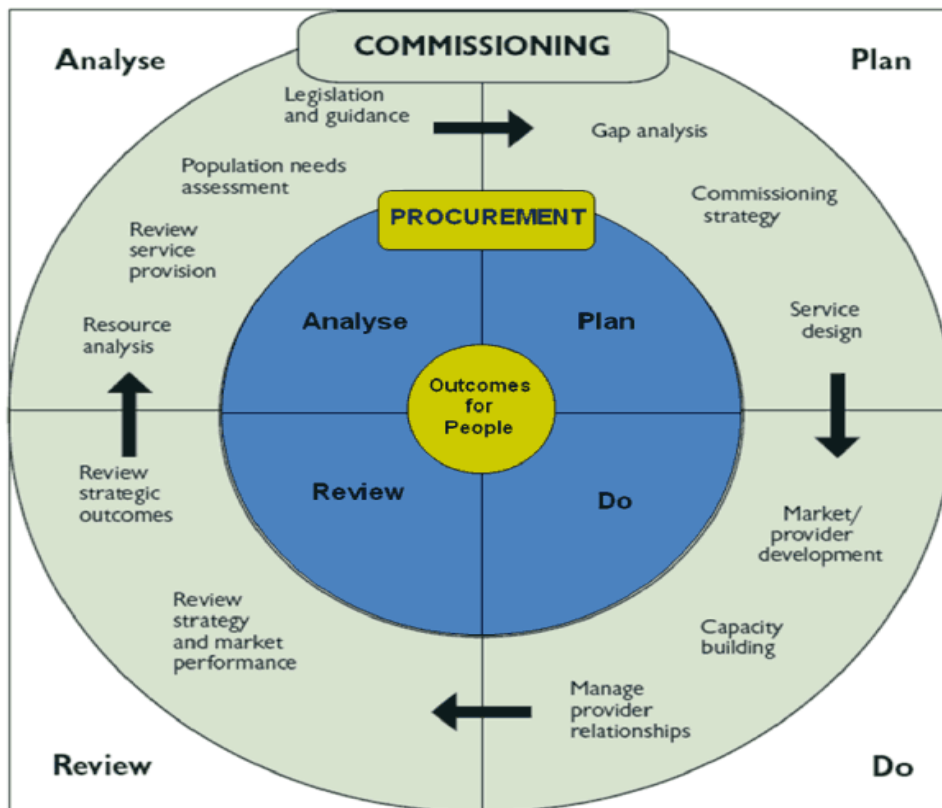 COMMISSIONING
Analyse
Plan
Legislation
and guidance
Gap analysis
Population needs
assessment
Commissioning
strategy
PROCUREMENT
Review
service
provision
Service
design
Resource
analysis
Analyse
Plan
Outcomes
for
People
Review
Do
Review
strategic
outcomes
Market/
provider
development
Review
strategy
and market
performance
Capacity
building
Manage
provider
relationships
Review
Do